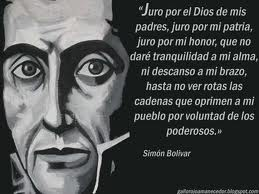 "Juro por el Dios de mis
padres, juro por mi patria,
juro por mi honor, que no
daré tranquilidad a mi alma,
ni descanso a mi brazo,
hasta no ver rotas las
cadenas que oprimen a mi
pueblo por voluntad de los
poderosos.»
Simón Bolívar
gallorojoamanecedor.blogspot.com